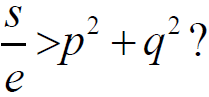 s/e > p² + q² ?